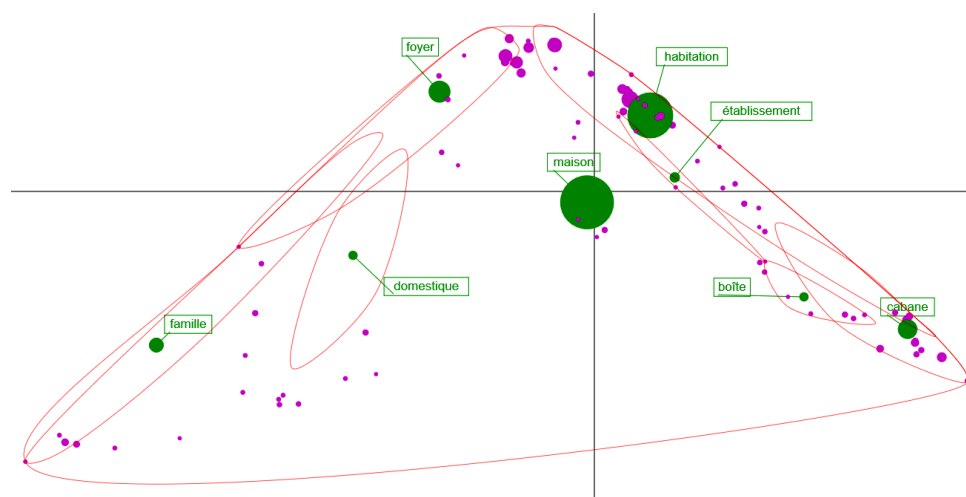 foyer
habitation
établissement
maison
domestique
boîte
cabane
famille